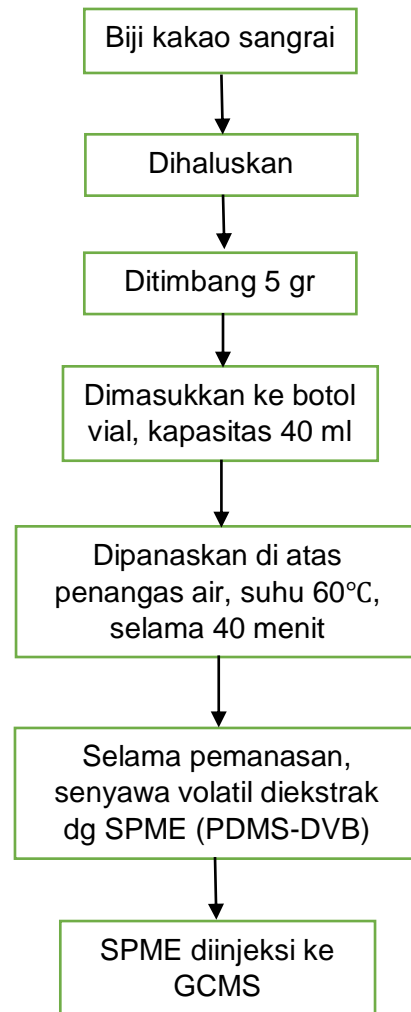 Biji kakao sangrai
Dihaluskan
Ditimbang 5 gr
Dimasukkan ke botol
vial, kapasitas 40 ml
Dipanaskan di atas
penangas air, suhu 60℃,
selama 40 menit
Selama pemanasan,
senyawa volatil diekstrak
dg SPME (PDMS-DVB)
SPME diinjeksi ke
GCMS